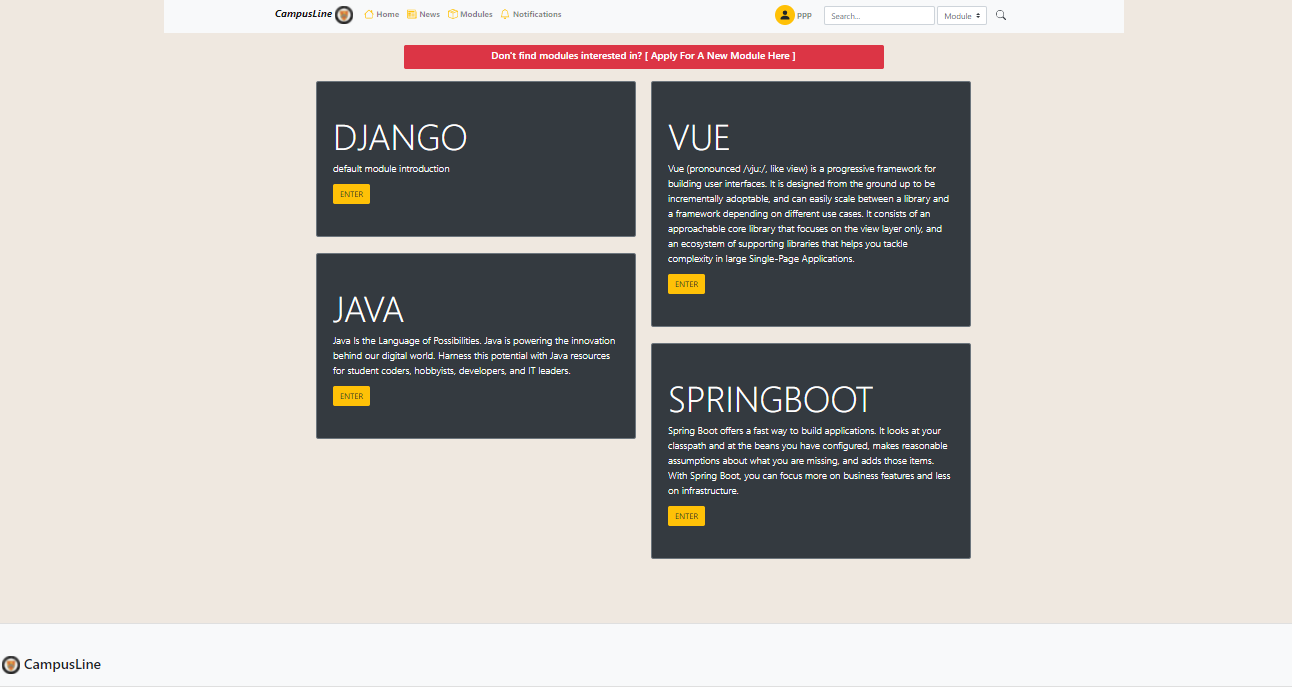 CampusLine Home News Modules Notifications ppp Search... Module
Don't find modules interested in? [ Apply For A New Module Here ]
DJANGO
default module introduction
ENTER
JAVA
Java Is the Language of Possibilities. Java is powering the innovation
behind our digital world. Harness this potential with Java resources
for student coders, hobbyists, developers, and IT leaders.
ENTER
VUE
Vue (pronounced /vjuː/, like view) is a progressive framework for
building user interfaces. It is designed from the ground up to be
incrementally adoptable, and can easily scale between a library and
a framework depending on different use cases. It consists of an
approachable core library that focuses on the view layer only, and
an ecosystem of supporting libraries that helps you tackle
complexity in large Single-Page Applications.
ENTER
SPRINGBOOT
Spring Boot offers a fast way to build applications. It looks at your
classpath and at the beans you have configured, makes reasonable
assumptions about what you are missing, and adds those items.
With Spring Boot, you can focus more on business features and less
on infrastructure.
ENTER
CampusLine